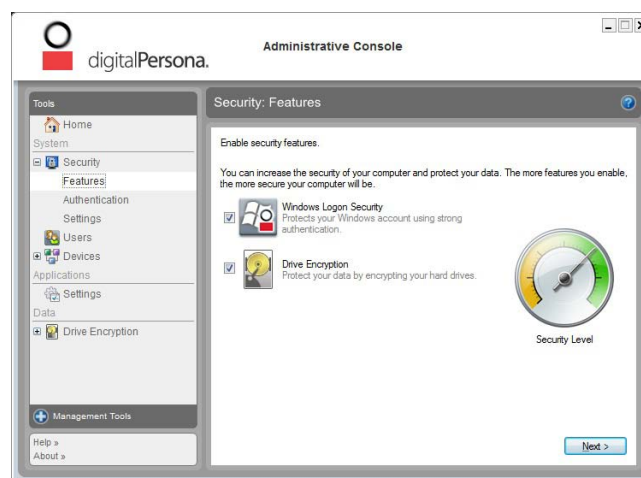 digitalPersona.
Administrative Console
Tools
Home
System
Security
Features
Authentication
Settings
Users
Devices
Applications
Settings
Data
Drive Encryption
Management Tools
Help »
About »
Security: Features
?
Enable security features.
You can increase the security of your computer and protect your data. The more features you enable,
the more secure your computer will be.
Windows Logon Security
Protects your Windows account using strong
authentication.
Drive Encryption
Protect your data by encrypting your hard drives.
Security Level
Next >